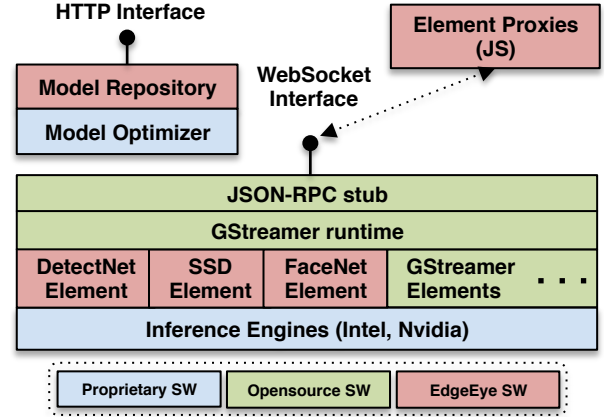 HTTP Interface
Model Repository
Model Optimizer
Element Proxies
(JS)
WebSocket
Interface
JSON-RPC stub
GStreamer runtime
DetectNet
Element
SSD
Element
FaceNet
Element
GStreamer
Elements
. . .
Inference Engines (Intel, Nvidia)
Proprietary SW
Opensource SW
EdgeEye SW